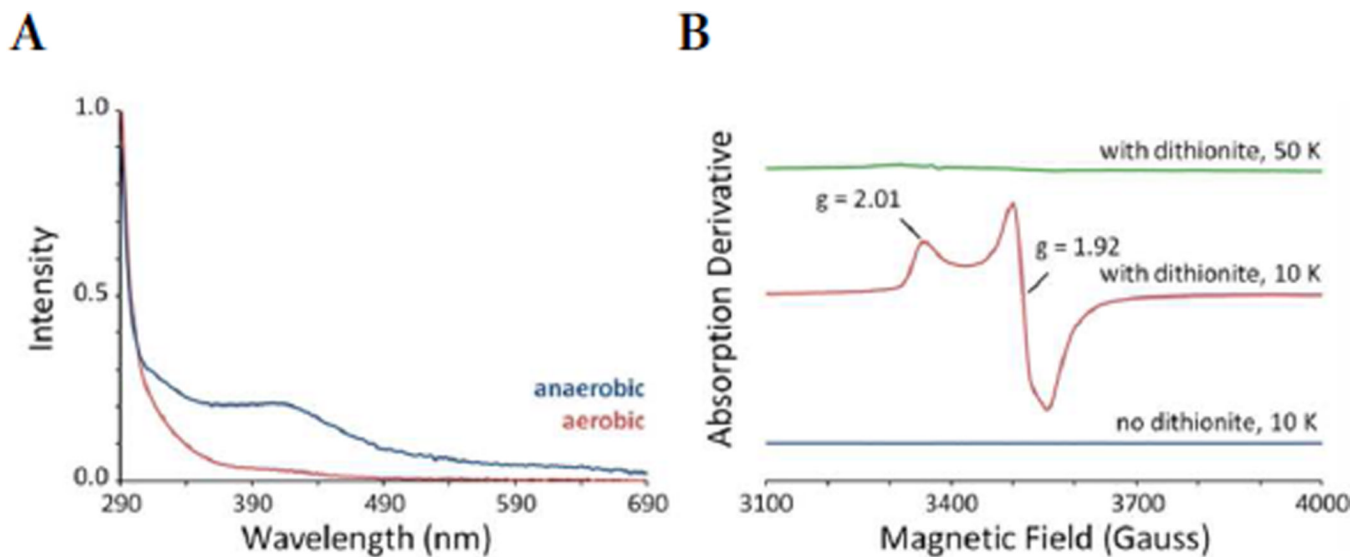 A
Intensity
1.0
0.5
0.0
anaerobic
aerobic
290 390 490 590 690
Wavelength (nm)
B
Absorption Derivative
with dithionite, 50 K
g = 2.01
g = 1.92
with dithionite, 10 K
no dithionite, 10 K
3100 3400 3700 4000
Magnetic Field (Gauss)